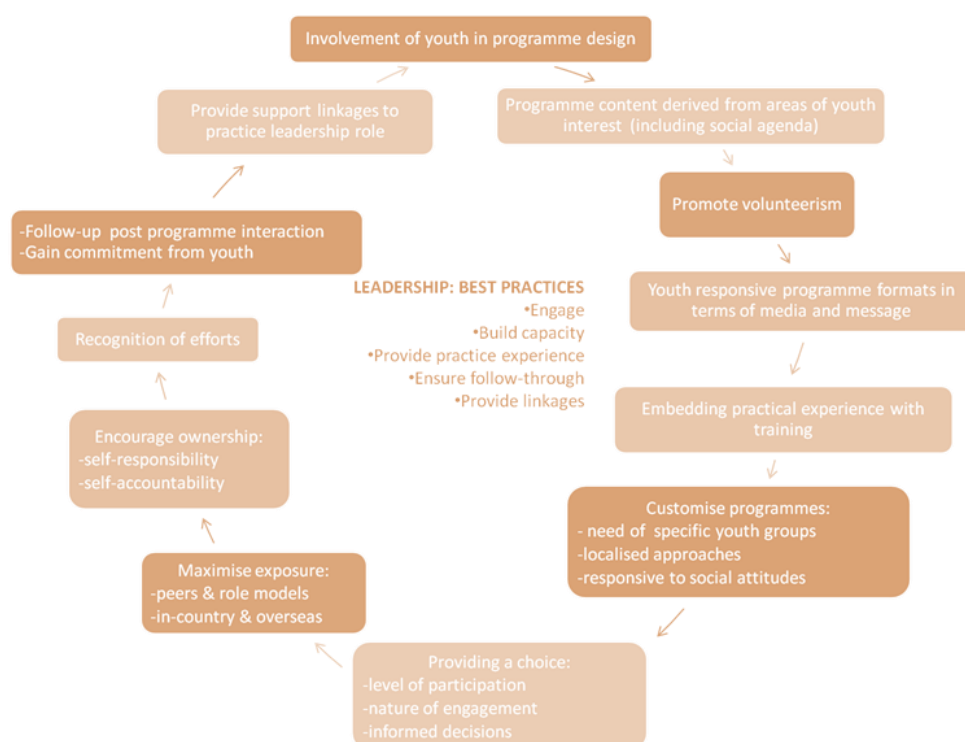 Involvement of youth in programme design
Programme content derived from areas of youth
interest (including social agenda)
Promote volunteerism
Youth responsive programme formats in
terms of media and message
Embedding practical experience with
training
Customise programmes:
- need of specific youth groups
-localised approaches
-responsive to social attitudes
Providing a choice:
-level of participation
-nature of engagement
-informed decisions
Maximise exposure:
-peers & role models
-in-country & overseas
Encourage ownership:
-self-responsibility
-self-accountability
Recognition of efforts
-Follow-up post programme interaction
-Gain commitment from youth
Provide support linkages to
practice leadership role
LEADERSHIP: BEST PRACTICES
•Engage
•Build capacity
•Provide practice experience
•Ensure follow-through
•Provide linkages